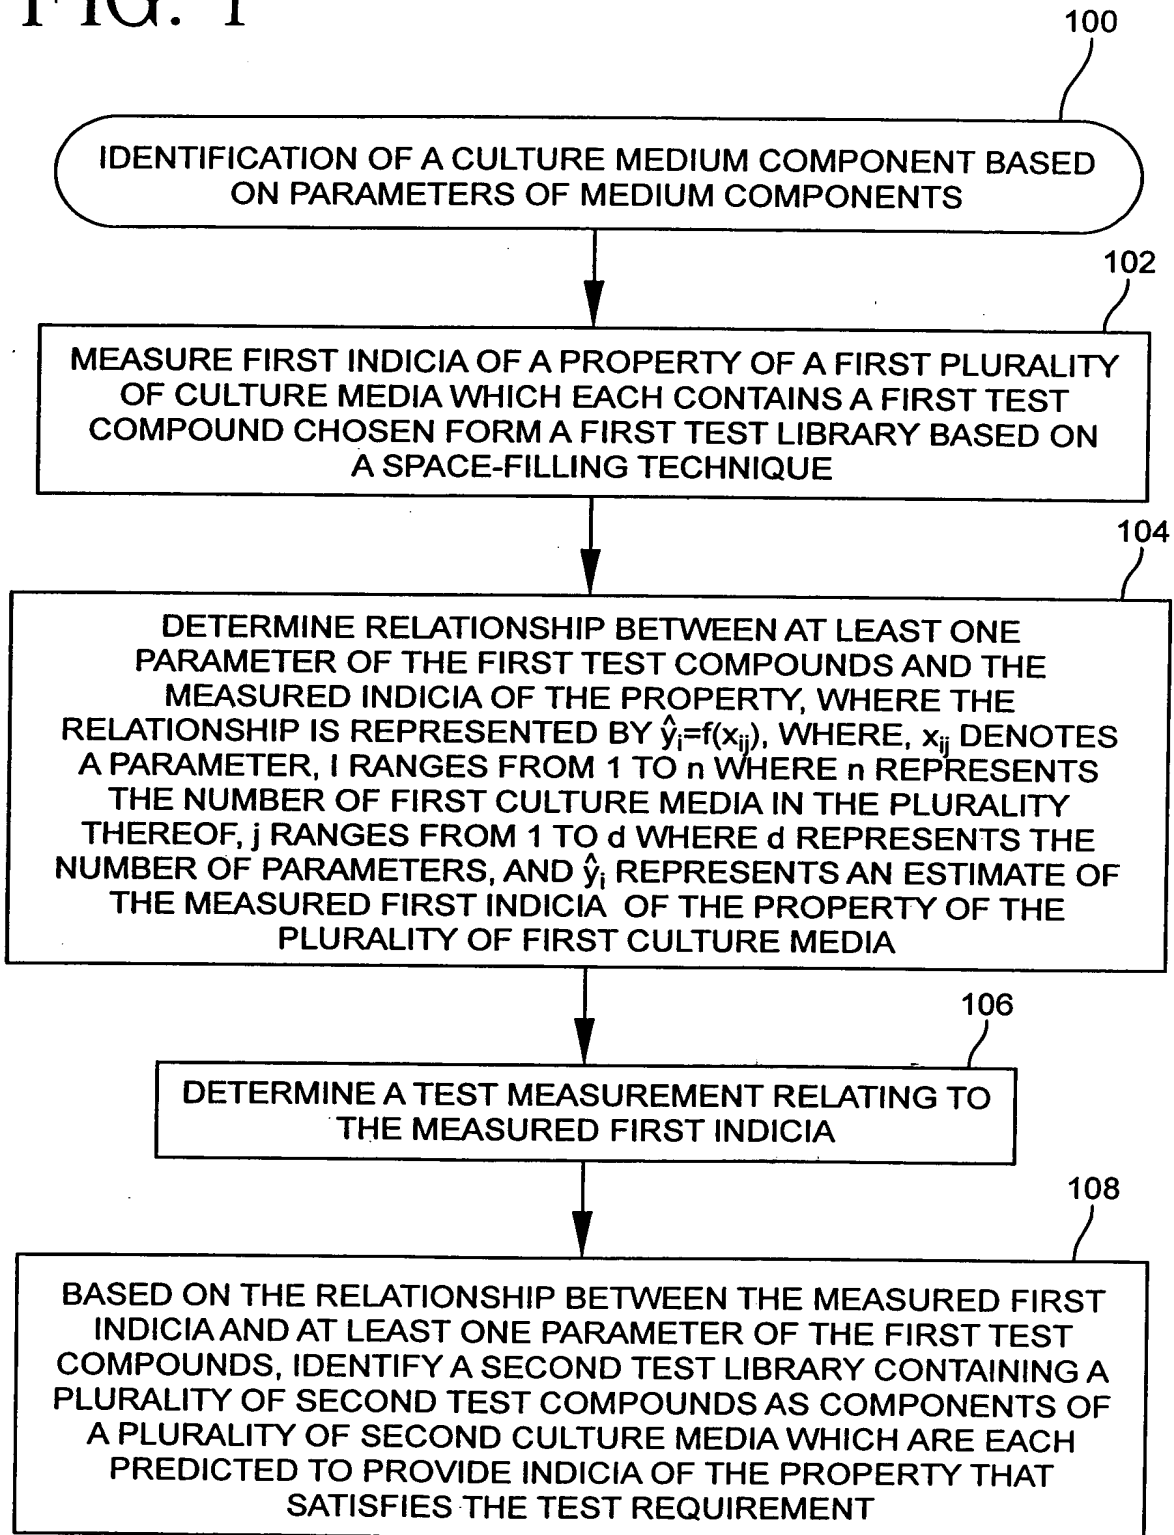 FIG. 1
100
IDENTIFICATION OF A CULTURE MEDIUM COMPONENT BASED
ON PARAMETERS OF MEDIUM COMPONENTS
102
MEASURE FIRST INDICIA OF A PROPERTY OF A FIRST PLURALITY
OF CULTURE MEDIA WHICH EACH CONTAINS A FIRST TEST
COMPOUND CHOSEN FORM A FIRST TEST LIBRARY BASED ON
A SPACE-FILLING TECHNIQUE
104
DETERMINE RELATIONSHIP BETWEEN AT LEAST ONE
PARAMETER OF THE FIRST TEST COMPOUNDS AND THE
MEASURED INDICIA OF THE PROPERTY, WHERE THE
RELATIONSHIP IS REPRESENTED BY ŷᵢ=f(xᵢⱼ), WHERE, xᵢⱼ DENOTES
A PARAMETER, I RANGES FROM 1 TO n WHERE n REPRESENTS
THE NUMBER OF FIRST CULTURE MEDIA IN THE PLURALITY
THEREOF, j RANGES FROM 1 TO d WHERE d REPRESENTS THE
NUMBER OF PARAMETERS, AND ŷᵢ REPRESENTS AN ESTIMATE OF
THE MEASURED FIRST INDICIA OF THE PROPERTY OF THE
PLURALITY OF FIRST CULTURE MEDIA
106
DETERMINE A TEST MEASUREMENT RELATING TO
THE MEASURED FIRST INDICIA
108
BASED ON THE RELATIONSHIP BETWEEN THE MEASURED FIRST
INDICIA AND AT LEAST ONE PARAMETER OF THE FIRST TEST
COMPOUNDS, IDENTIFY A SECOND TEST LIBRARY CONTAINING A
PLURALITY OF SECOND TEST COMPOUNDS AS COMPONENTS OF
A PLURALITY OF SECOND CULTURE MEDIA WHICH ARE EACH
PREDICTED TO PROVIDE INDICIA OF THE PROPERTY THAT
SATISFIES THE TEST REQUIREMENT